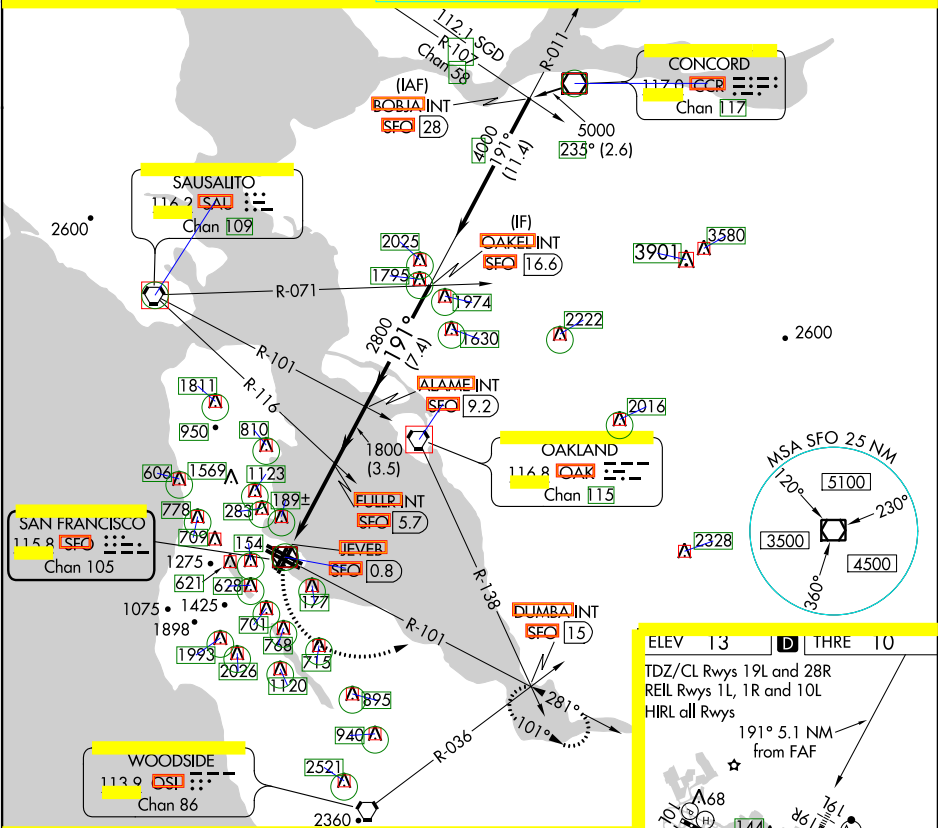 112.1 SGD
R-107
Chan 58
R-011
CONCORD
117.0 CCR
Chan 117
(IAF)
BOBJA INT
SFO 28
5000
235° (2.6)
4000
191°
(11.4)
SAUSALITO
116.2 SAU
Chan 109
2600
(IF)
OAKEL INT
SFO 16.6
2025
1795
3580
3901
R-071
1974
1630
2222
2600
2800
191°
(7.4)
R-101
R-116
ALAME INT
SFO 9.2
1811
950
810
2016
1800
(3.5)
OAKLAND
116.8 OAK
Chan 115
MSA SFO 25 NM
120°
5100
230°
3500
4500
360°
606
1569
1123
189±
283
778
709
FULLR INT
SFO 5.7
SAN FRANCISCO
115.8 SFO
Chan 105
154
JEVEB
SFO 0.8
1275
621
628
177
2328
R-138
1075
1425
1898
701
768
715
R-101
DUMBA INT
SFO 15
1993
2026
1120
895
940
281°
101°
R-036
WOODSIDE
113.9 OSI
Chan 86
2521
2360
ELEV 13
D
THRE 10
TDZ/CL Rwys 19L and 28R
REIL Rwys 1L, 1R and 10L
HIRL all Rwys
191° 5.1 NM
from FAF
68
P
H
101
144
19L
19R